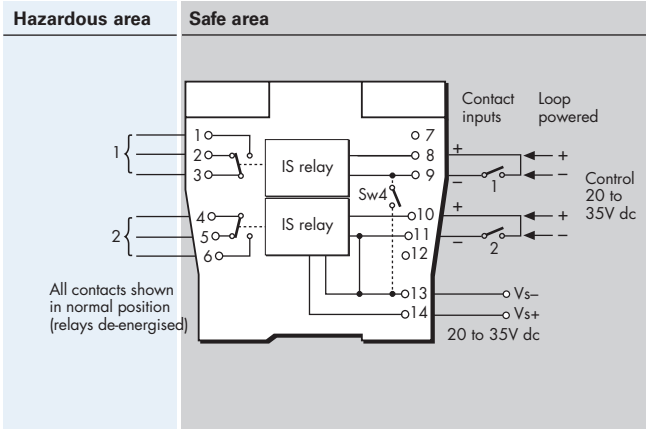 Hazardous area
Safe area
Contact inputs
Loop powered
1
1
2
3
IS relay
7
8
9
+
–
1
+
–
Control
20 to
35V dc
Sw4
2
4
5
6
IS relay
10
11
12
+
–
2
+
–
All contacts shown
in normal position
(relays de-energised)
13
14
Vs–
Vs+
20 to 35V dc